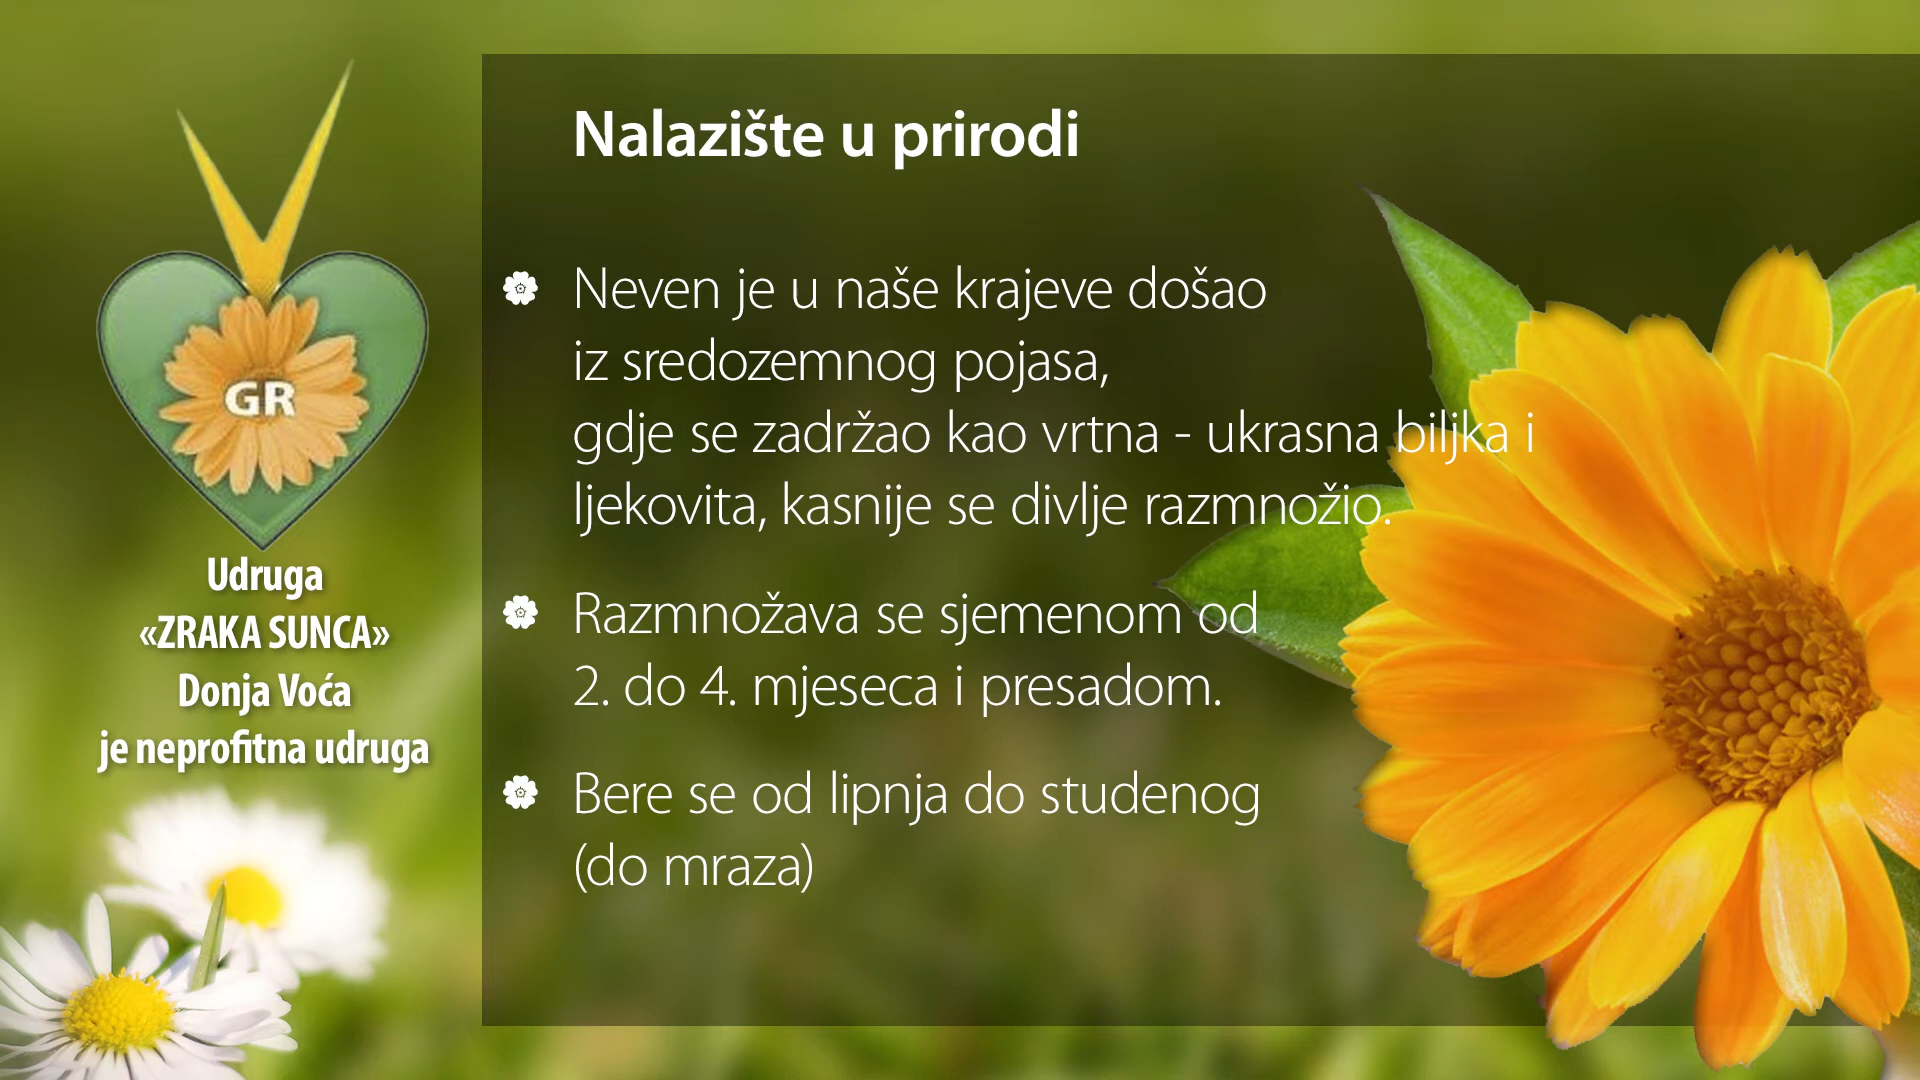 GR
Udruga
«ZRAKA SUNCA»
Donja Voća
je neprofitna udruga
Nalazište u prirodi
Neven je u naše krajeve došao
iz sredozemnog pojasa,
gdje se zadržao kao vrtna - ukrasna biljka i
ljekovita, kasnije se divlje razmnožio.
Razmnožava se sjemenom od
2. do 4. mjeseca i presadom.
Bere se od lipnja do studenog
(do mraza)